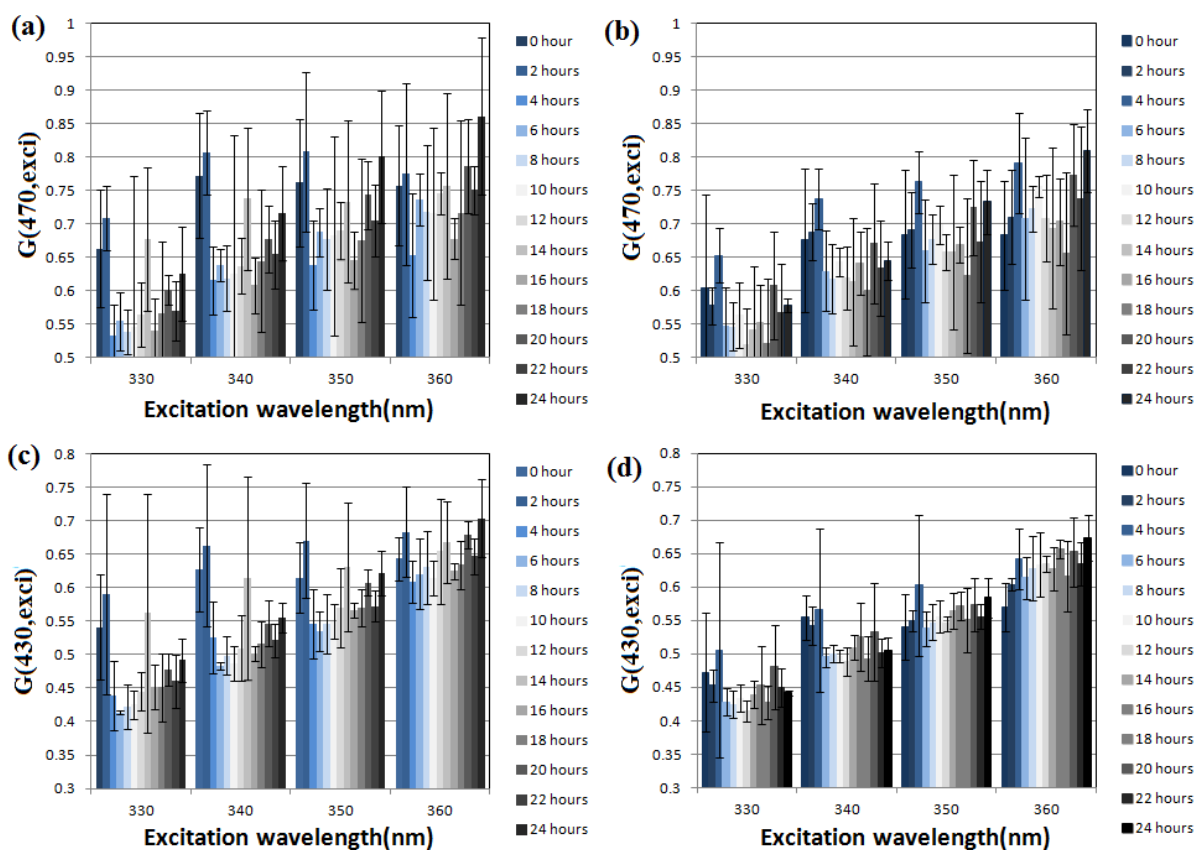 (a)
G(470,exci)
1
0.95
0.9
0.85
0.8
0.75
0.7
0.65
0.6
0.55
0.5
330 340 350 360
Excitation wavelength(nm)
0 hour
2 hours
4 hours
6 hours
8 hours
10 hours
12 hours
14 hours
16 hours
18 hours
20 hours
22 hours
24 hours
(b)
G(470,exci)
1
0.95
0.9
0.85
0.8
0.75
0.7
0.65
0.6
0.55
0.5
330 340 350 360
Excitation wavelength(nm)
0 hour
2 hours
4 hours
6 hours
8 hours
10 hours
12 hours
14 hours
16 hours
18 hours
20 hours
22 hours
24 hours
(c)
G(430,exci)
0.8
0.75
0.7
0.65
0.6
0.55
0.5
0.45
0.4
0.35
0.3
330 340 350 360
Excitation wavelength(nm)
0 hour
2 hours
4 hours
6 hours
8 hours
10 hours
12 hours
14 hours
16 hours
18 hours
20 hours
22 hours
24 hours
(d)
G(430,exci)
0.8
0.75
0.7
0.65
0.6
0.55
0.5
0.45
0.4
0.35
0.3
330 340 350 360
Excitation wavelength(nm)
0 hour
2 hours
4 hours
6 hours
8 hours
10 hours
12 hours
14 hours
16 hours
18 hours
20 hours
22 hours
24 hours